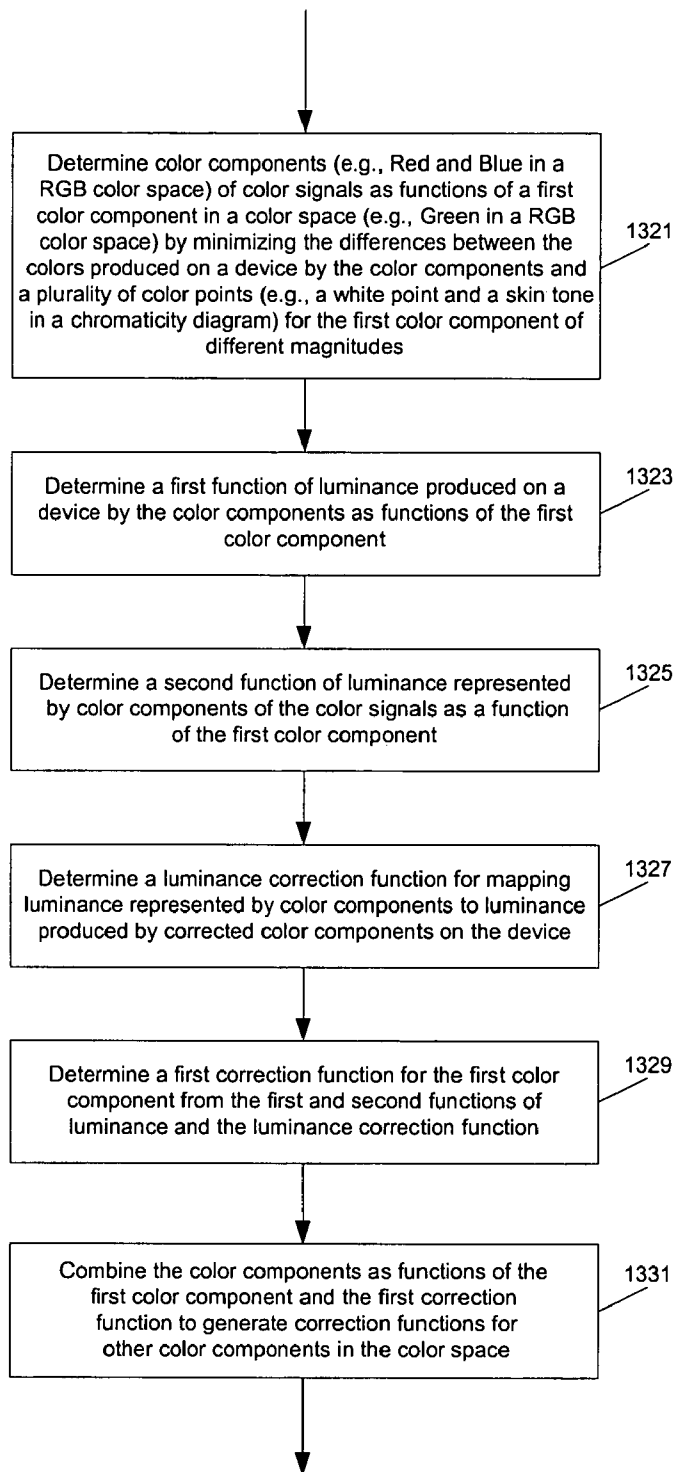 Determine color components (e.g., Red and Blue in a
RGB color space) of color signals as functions of a first
color component in a color space (e.g., Green in a RGB
color space) by minimizing the differences between the
colors produced on a device by the color components and
a plurality of color points (e.g., a white point and a skin tone
in a chromaticity diagram) for the first color component of
different magnitudes
1321
Determine a first function of luminance produced on a
device by the color components as functions of the first
color component
1323
Determine a second function of luminance represented
by color components of the color signals as a function
of the first color component
1325
Determine a luminance correction function for mapping
luminance represented by color components to luminance
produced by corrected color components on the device
1327
Determine a first correction function for the first color
component from the first and second functions of
luminance and the luminance correction function
1329
Combine the color components as functions of the
first color component and the first correction
function to generate correction functions for
other color components in the color space
1331